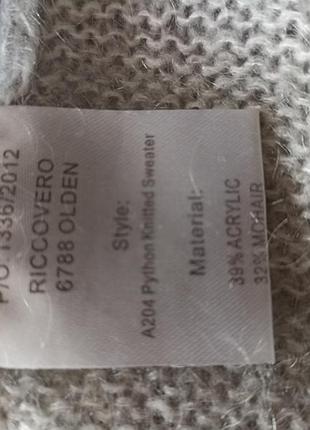 P/O 1336/2012
RICCOVERO
6788 OLDEN
Style:
A204 Python Knitted Sweater
Material:
39% ACRYLIC
32% MOHAIR